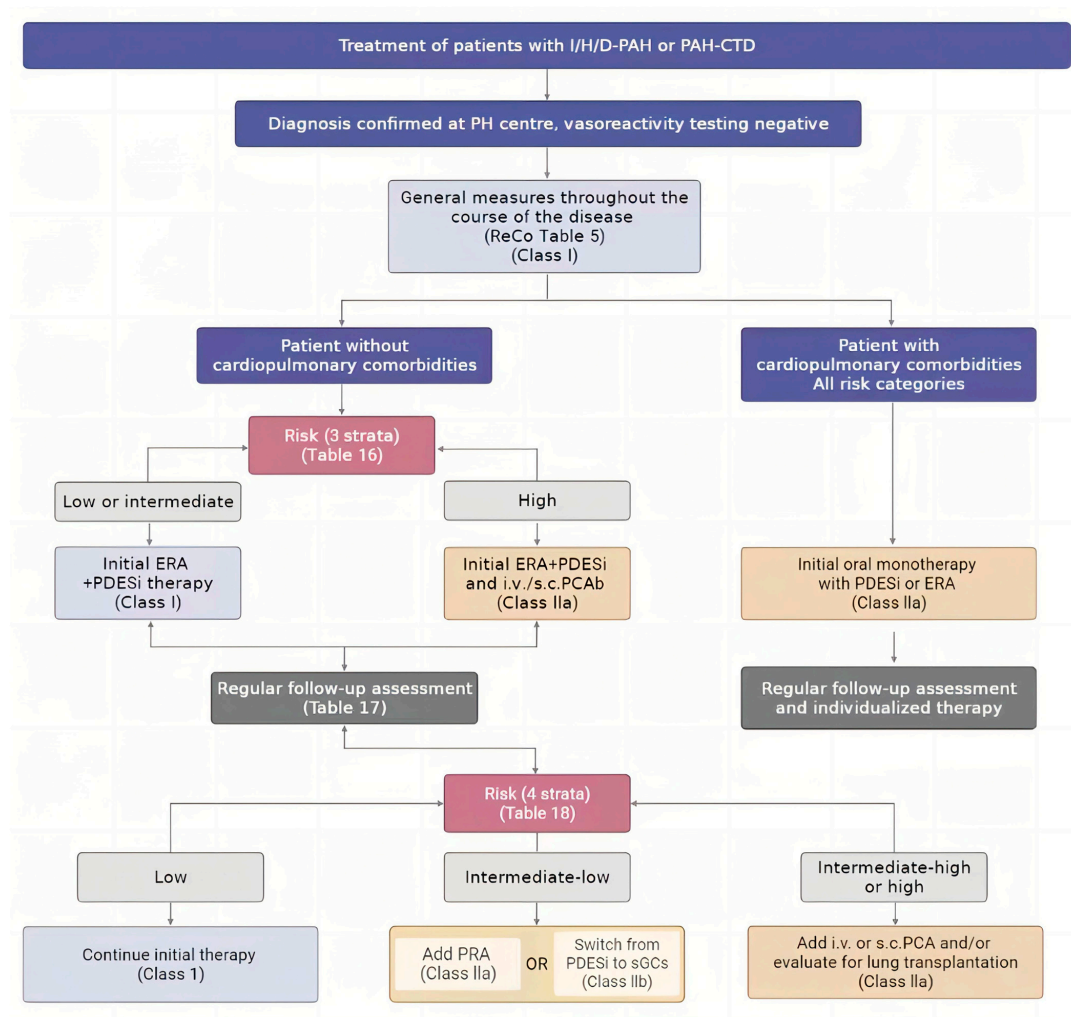 Treatment of patients with I/H/D-PAH or PAH-CTD
Diagnosis confirmed at PH centre, vasoreactivity testing negative
General measures throughout the
course of the disease
(ReCo Table 5)
(Class I)
Patient without
cardiopulmonary comorbidities
Patient with
cardiopulmonary comorbidities
All risk categories
Risk (3 strata)
(Table 16)
Low or intermediate
High
Initial ERA
+PDESi therapy
(Class I)
Initial ERA+PDESi
and i.v./s.c.PCAb
(Class IIa)
Initial oral monotherapy
with PDESi or ERA
(Class IIa)
Regular follow-up assessment
(Table 17)
Regular follow-up assessment
and individualized therapy
Risk (4 strata)
(Table 18)
Low
Intermediate-low
Intermediate-high
or high
Continue initial therapy
(Class 1)
Add PRA
(Class IIa)
OR
Switch from
PDESi to sGCs
(Class IIb)
Add i.v. or s.c.PCA and/or
evaluate for lung transplantation
(Class IIa)